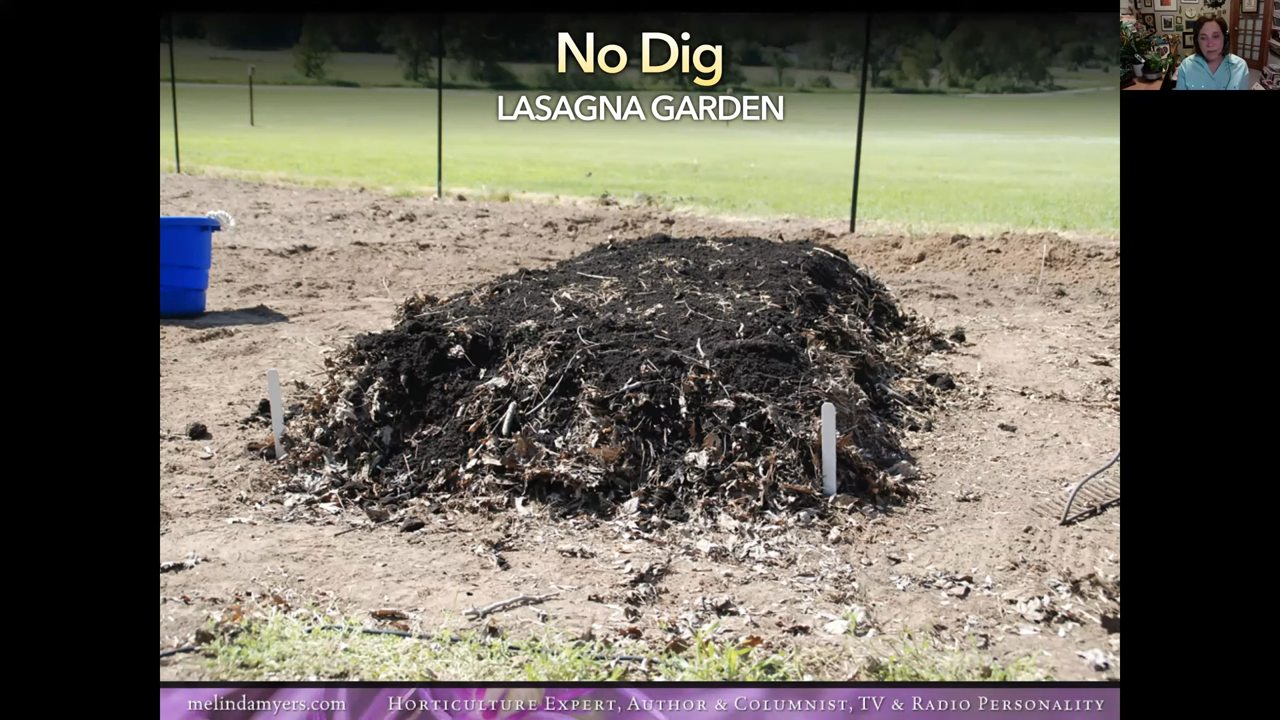 No Dig
LASAGNA GARDEN
melindamyers.com
HORTICULTURE EXPERT, AUTHOR & COLUMNIST, TV & RADIO PERSONALITY